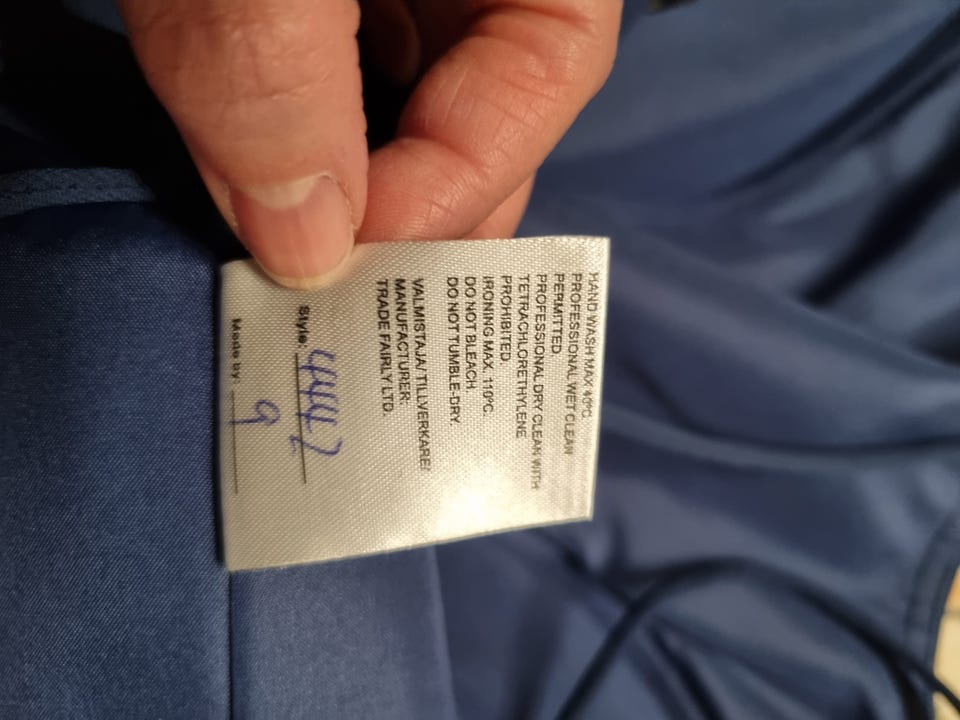 HAND WASH MAX 40°C.
PROFESSIONAL WET CLEAN
PERMITTED
PROFESSIONAL DRY CLEAN WITH
TETRACHLORETHYLENE
PROHIBITED
IRONING MAX. 110°C.
DO NOT BLEACH.
DO NOT TUMBLE-DRY.
VALMISTAJA/ TILLVERKARE/
MANUFACTURER:
TRADE FAIRLY LTD.
Style:
Made by: 9